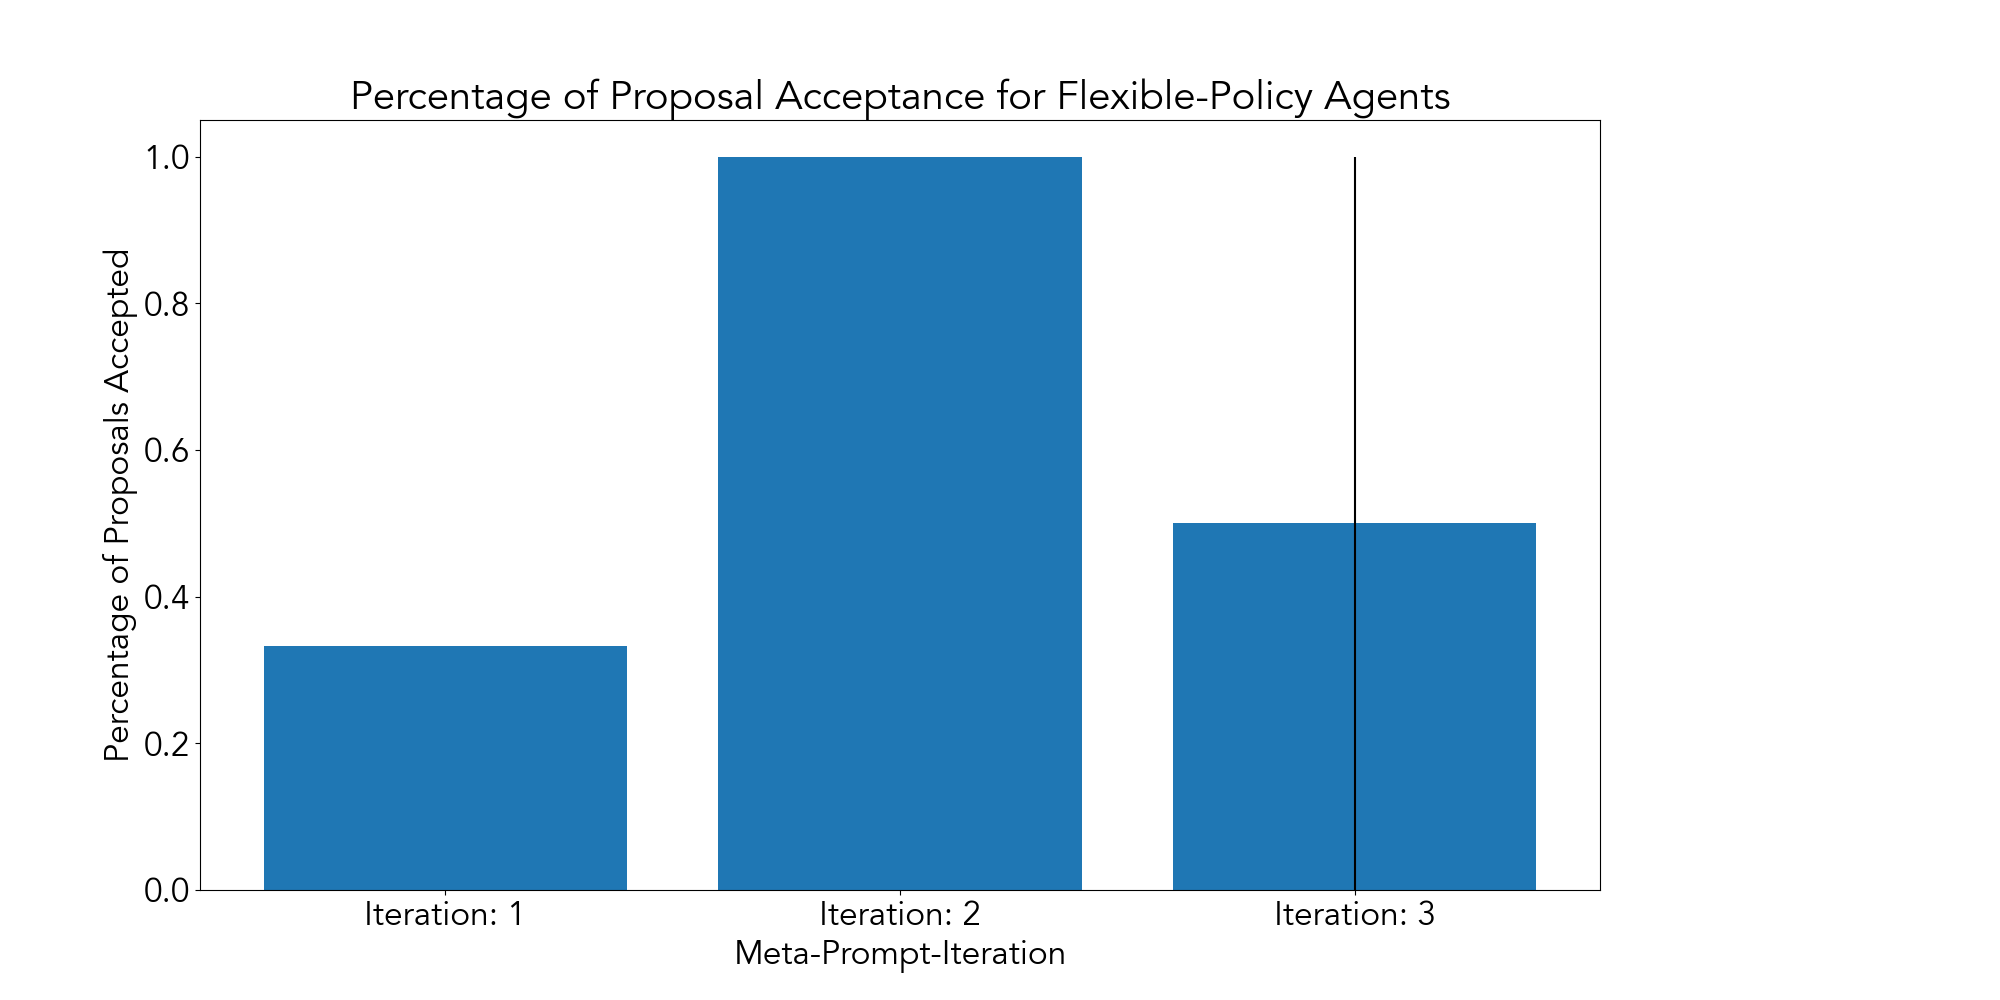 Percentage of Proposal Acceptance for Flexible-Policy Agents
Percentage of Proposals Accepted
1.0
0.8
0.6
0.4
0.2
0.0
Iteration: 1
Iteration: 2
Iteration: 3
Meta-Prompt-Iteration